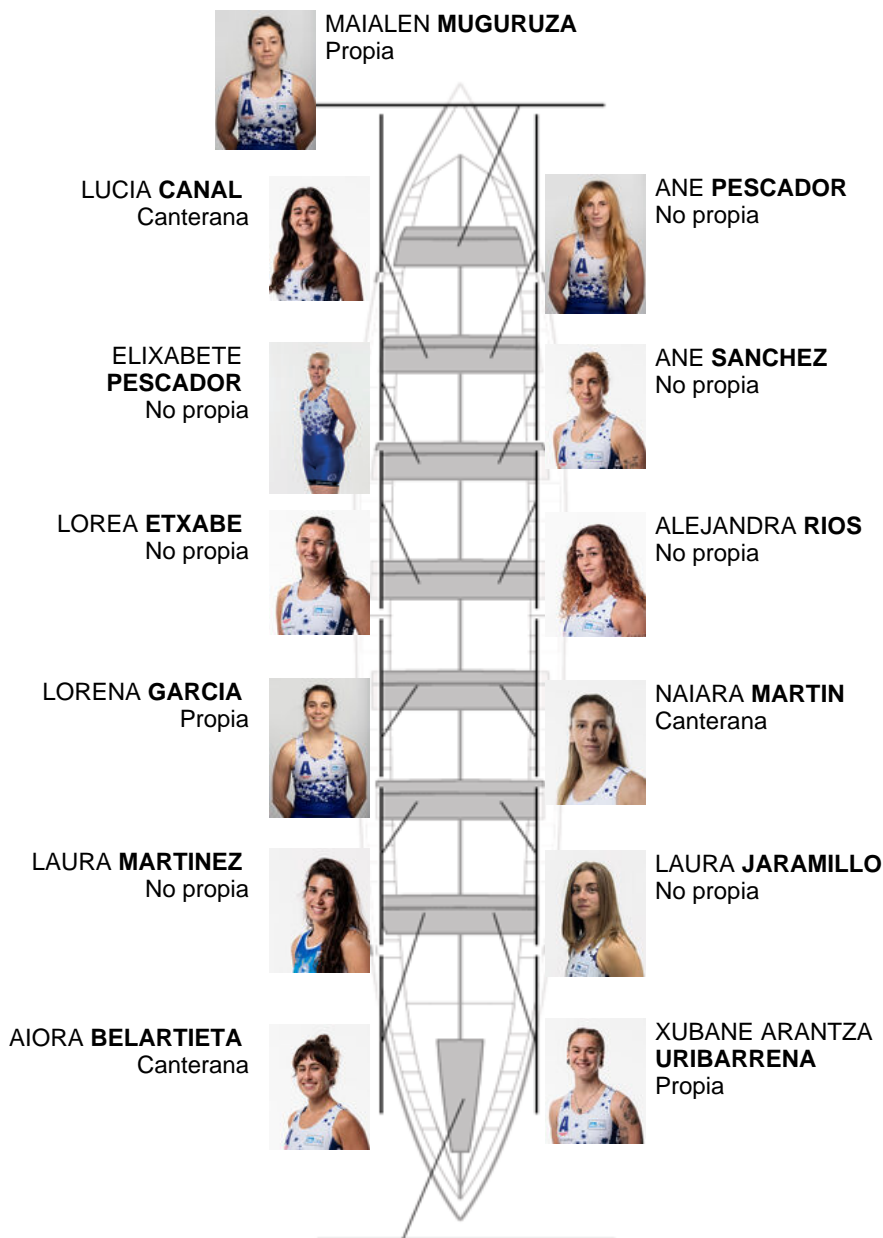 MAIALEN MUGURUZA
Propia
LUCIA CANAL
Canterana
ANE PESCADOR
No propia
ELIXABETE
PESCADOR
No propia
ANE SANCHEZ
No propia
LOREA ETXABE
No propia
ALEJANDRA RIOS
No propia
LORENA GARCIA
Propia
NAIARA MARTIN
Canterana
LAURA MARTINEZ
No propia
LAURA JARAMILLO
No propia
AIORA BELARTIETA
Canterana
XUBANE ARANTZA
URIBARRENA
Propia